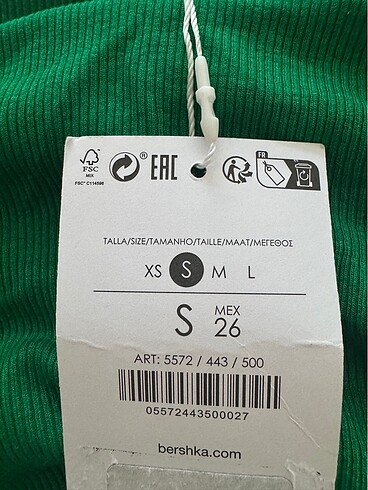 FSC
MIX
FSC® C114596
® EAC
FR
TALLA/SIZE/TAMANHO/TAILLE/MAAT/ΜΕΓΕΘΟΣ
XS S M L
S MEX 26
ART: 5572 / 443 / 500
05572443500027
bershka.com